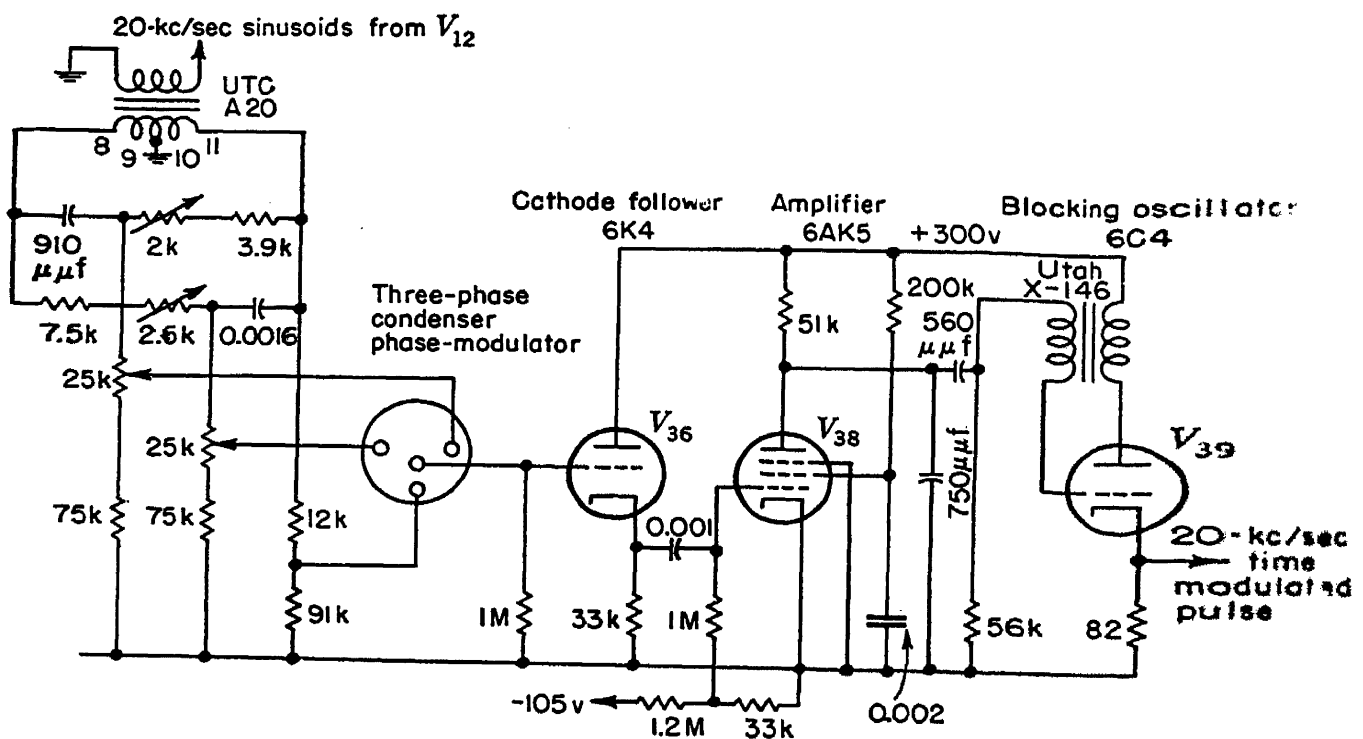 20-kc/sec sinusoids from V12
UTC
A20
8
9
10
11
910
μμf
2k
3.9k
7.5k
2.6k
0.0016
25k
25k
75k
75k
12k
91k
Three-phase
condenser
phase-modulator
Cathode follower
6K4
V36
1M
33k
0.001
1M
-105v
1.2M
33k
Amplifier
6AK5
V38
51k
+300v
200k
560
μμf
750μμf
0.002
56k
Blocking oscillator
6C4
Utah
X-146
V39
82
20-kc/sec
time
modulated
pulse